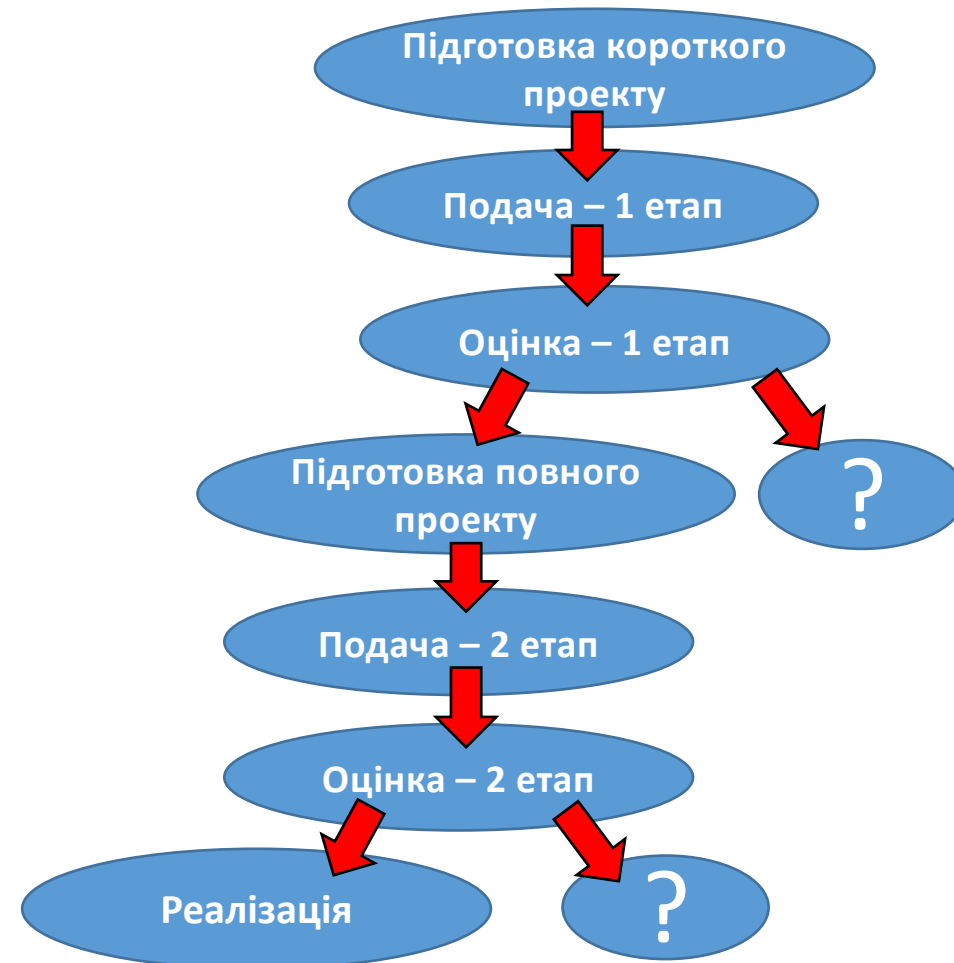 Підготовка короткого
проекту
Подача – 1 етап
Оцінка – 1 етап
Підготовка повного
проекту
?
Подача – 2 етап
Оцінка – 2 етап
Реалізація
?